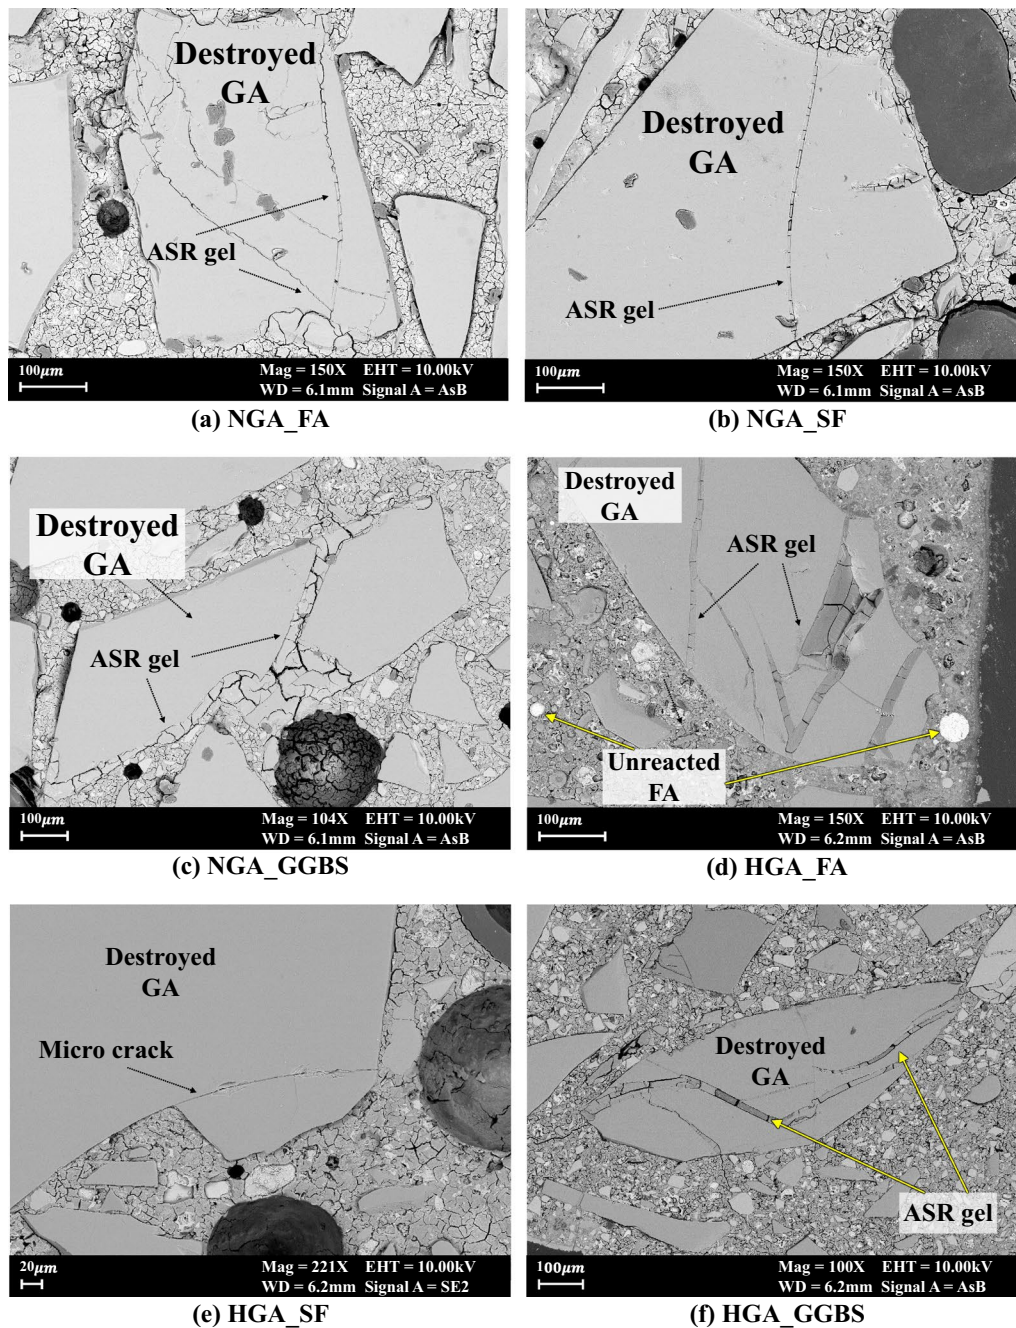 Destroyed
GA
ASR gel
100μm
Mag = 150X EHT = 10.00kV
WD = 6.1mm Signal A = AsB
(a) NGA_FA
Destroyed
GA
ASR gel
100μm
Mag = 150X EHT = 10.00kV
WD = 6.1mm Signal A = AsB
(b) NGA_SF
Destroyed
GA
ASR gel
100μm
Mag = 104X EHT = 10.00kV
WD = 6.1mm Signal A = AsB
(c) NGA_GGBS
Destroyed
GA
ASR gel
Unreacted
FA
100μm
Mag = 150X EHT = 10.00kV
WD = 6.2mm Signal A = AsB
(d) HGA_FA
Destroyed
GA
Micro crack
20μm
Mag = 221X EHT = 10.00kV
WD = 6.2mm Signal A = SE2
(e) HGA_SF
Destroyed
GA
ASR gel
100μm
Mag = 100X EHT = 10.00kV
WD = 6.2mm Signal A = AsB
(f) HGA_GGBS